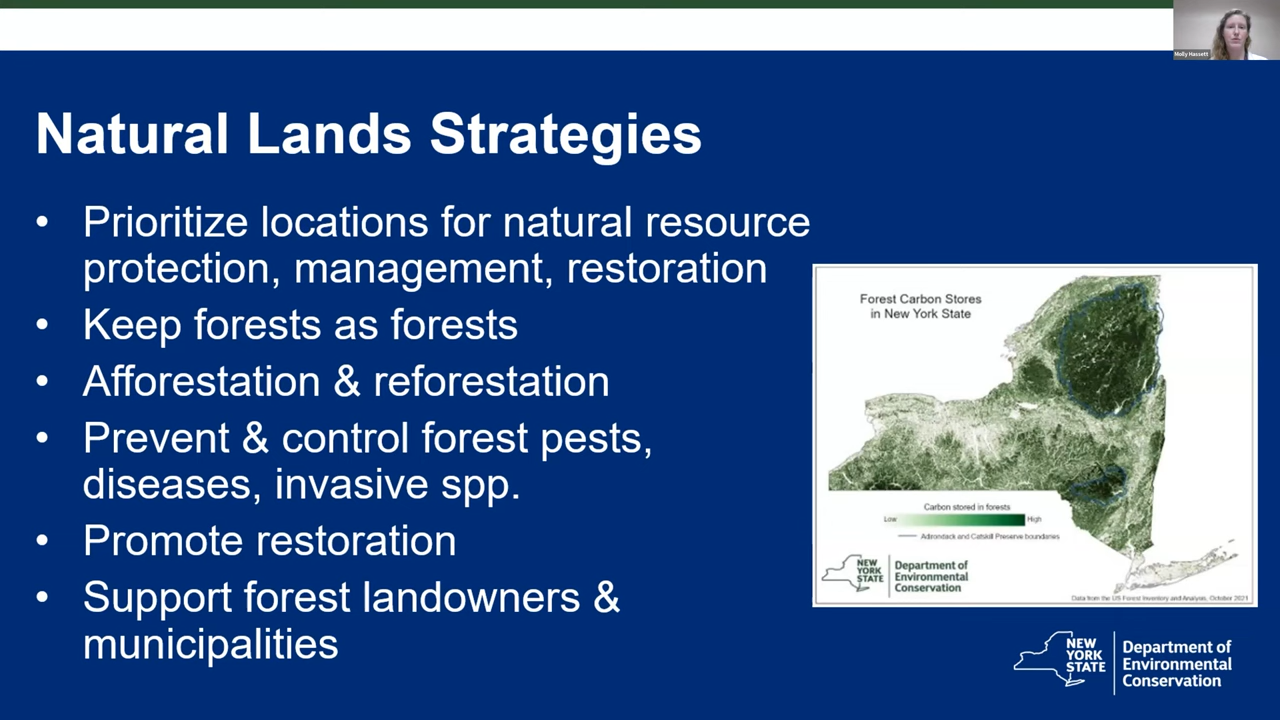 Molly Hassett
Natural Lands Strategies
• Prioritize locations for natural resource
protection, management, restoration
• Keep forests as forests
• Afforestation & reforestation
• Prevent & control forest pests,
diseases, invasive spp.
• Promote restoration
• Support forest landowners &
municipalities
Forest Carbon Stores
in New York State
Carbon stored in forests
Low High
Adirondack and Catskill Preserve boundaries
NEW
YORK
STATE
Department of
Environmental
Conservation
Data from the US Forest Inventory and Analysis, October 2021
NEW
YORK
STATE
Department of
Environmental
Conservation